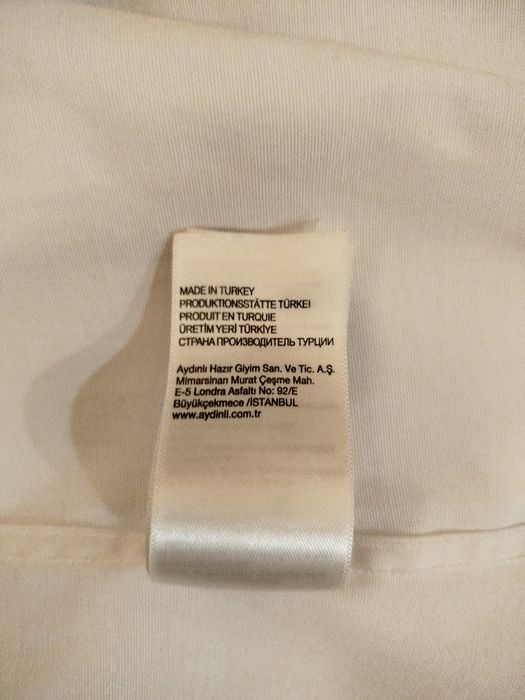 MADE IN TURKEY
PRODUKTIONSSTÄTTE TÜRKEI
PRODUIT EN TURQUIE
ÜRETİM YERİ TÜRKİYE
СТРАНА ПРОИЗВОДИТЕЛЬ ТУРЦИИ
Aydınlı Hazır Giyim San. Ve Tic. A.Ş.
Mimarsinan Murat Çeşme Mah.
E-5 Londra Asfaltı No: 92/E
Büyükçekmece /İSTANBUL
www.aydinli.com.tr